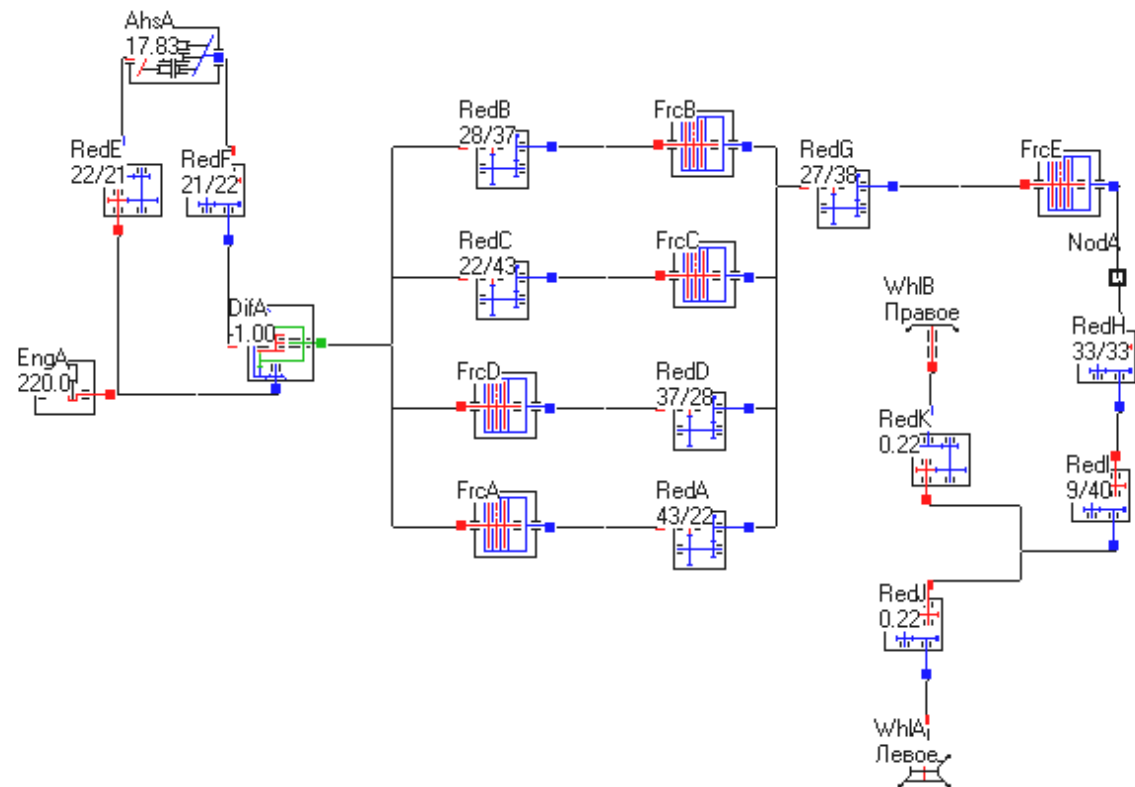 AhsA
17.83
RedE
22/21
RedF
21/22
DifA
-1.00
EngA
220.0
RedB
28/37
FrcB
RedC
22/43
FrcC
FrcD
RedD
37/28
FrcA
RedA
43/22
RedG
27/38
FrcE
NodA
WhlB
Правое
RedH
33/33
RedK
0.22
RedI
9/40
RedJ
0.22
WhlA
Левое